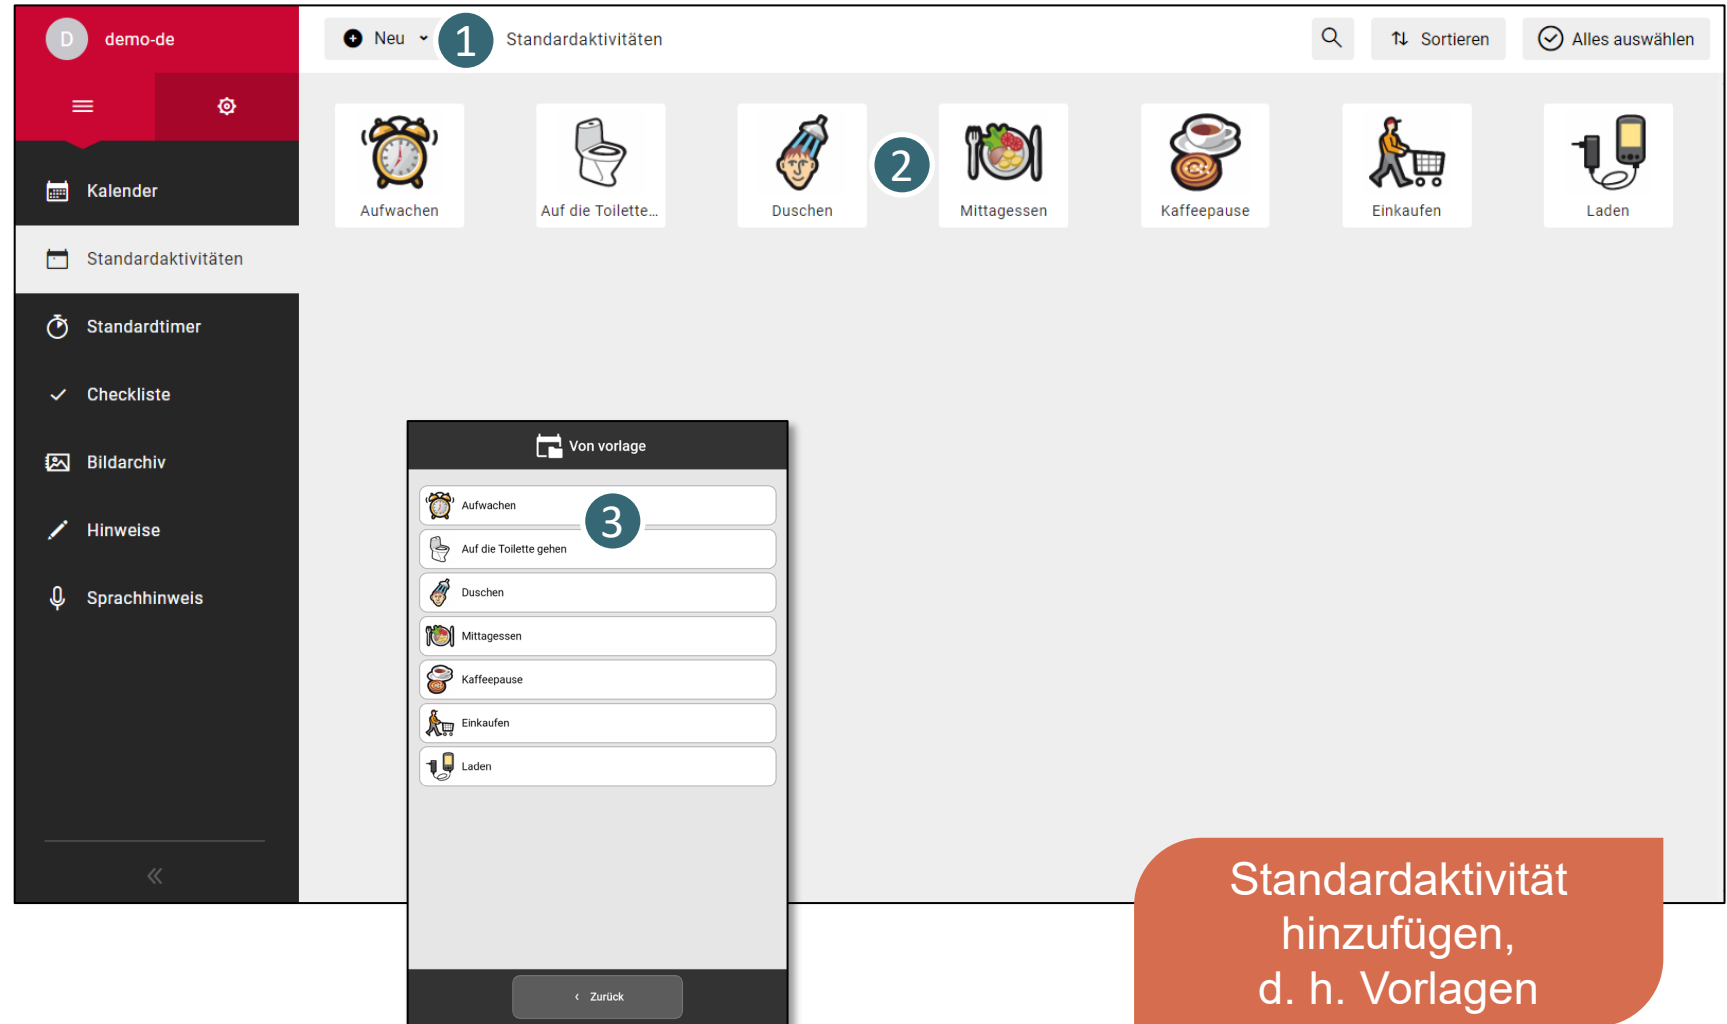 D demo-de
Neu 1 Standardaktivitäten
Sortieren
Alles auswählen
Kalender
Standardaktivitäten
Standardtimer
Checkliste
Bildarchiv
Hinweise
Sprachhinweis
2
Aufwachen
Auf die Toilette...
Duschen
Mittagessen
Kaffeepause
Einkaufen
Laden
Von vorlage
3
Aufwachen
Auf die Toilette gehen
Duschen
Mittagessen
Kaffeepause
Einkaufen
Laden
Zurück
Standardaktivität
hinzufügen,
d. h. Vorlagen